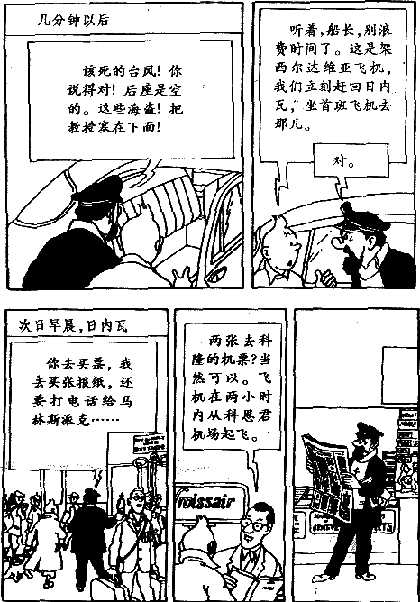 几分钟以后
该死的台风！你
说得对！后座是空
的。这些海盗！把
教授装在下面！
听着，船长，别浪
费时间了。这是架
西尔达维亚飞机，
我们立刻赶回日内
瓦，坐首班飞机去
那儿。
对。
次日早晨，日内瓦
你去买票，我
去买张报纸，还
要打电话给马
林斯派克……
两张去科
隆的机票？当
然可以。飞
机在两小时
内从科恩君
机场起飞。